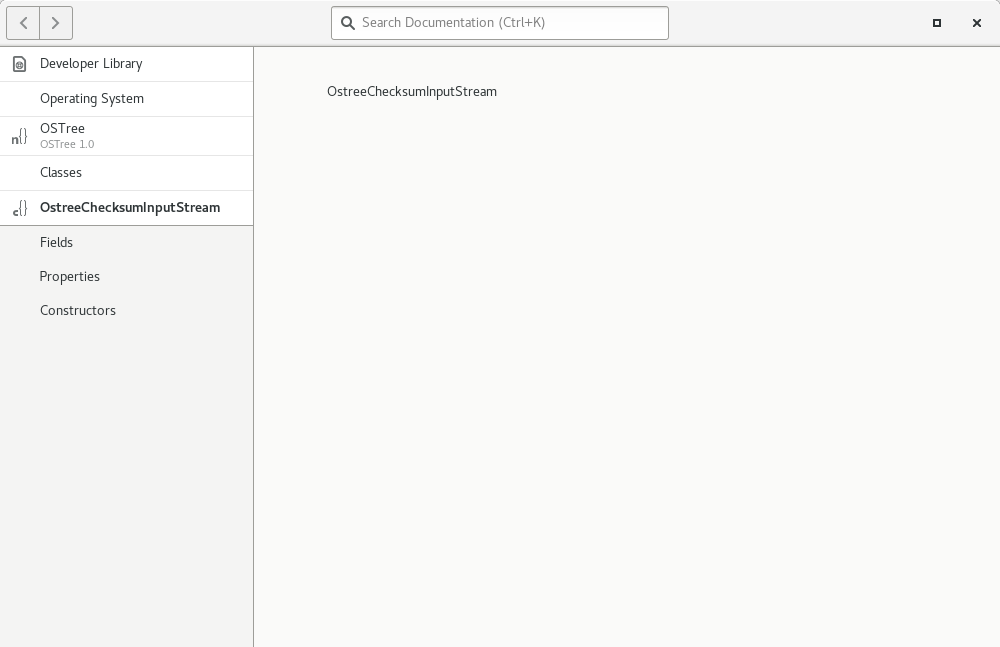 Search Documentation (Ctrl+K)
Developer Library
Operating System
n{} OSTree
OSTree 1.0
Classes
c{} OstreeChecksumInputStream
Fields
Properties
Constructors
OstreeChecksumInputStream